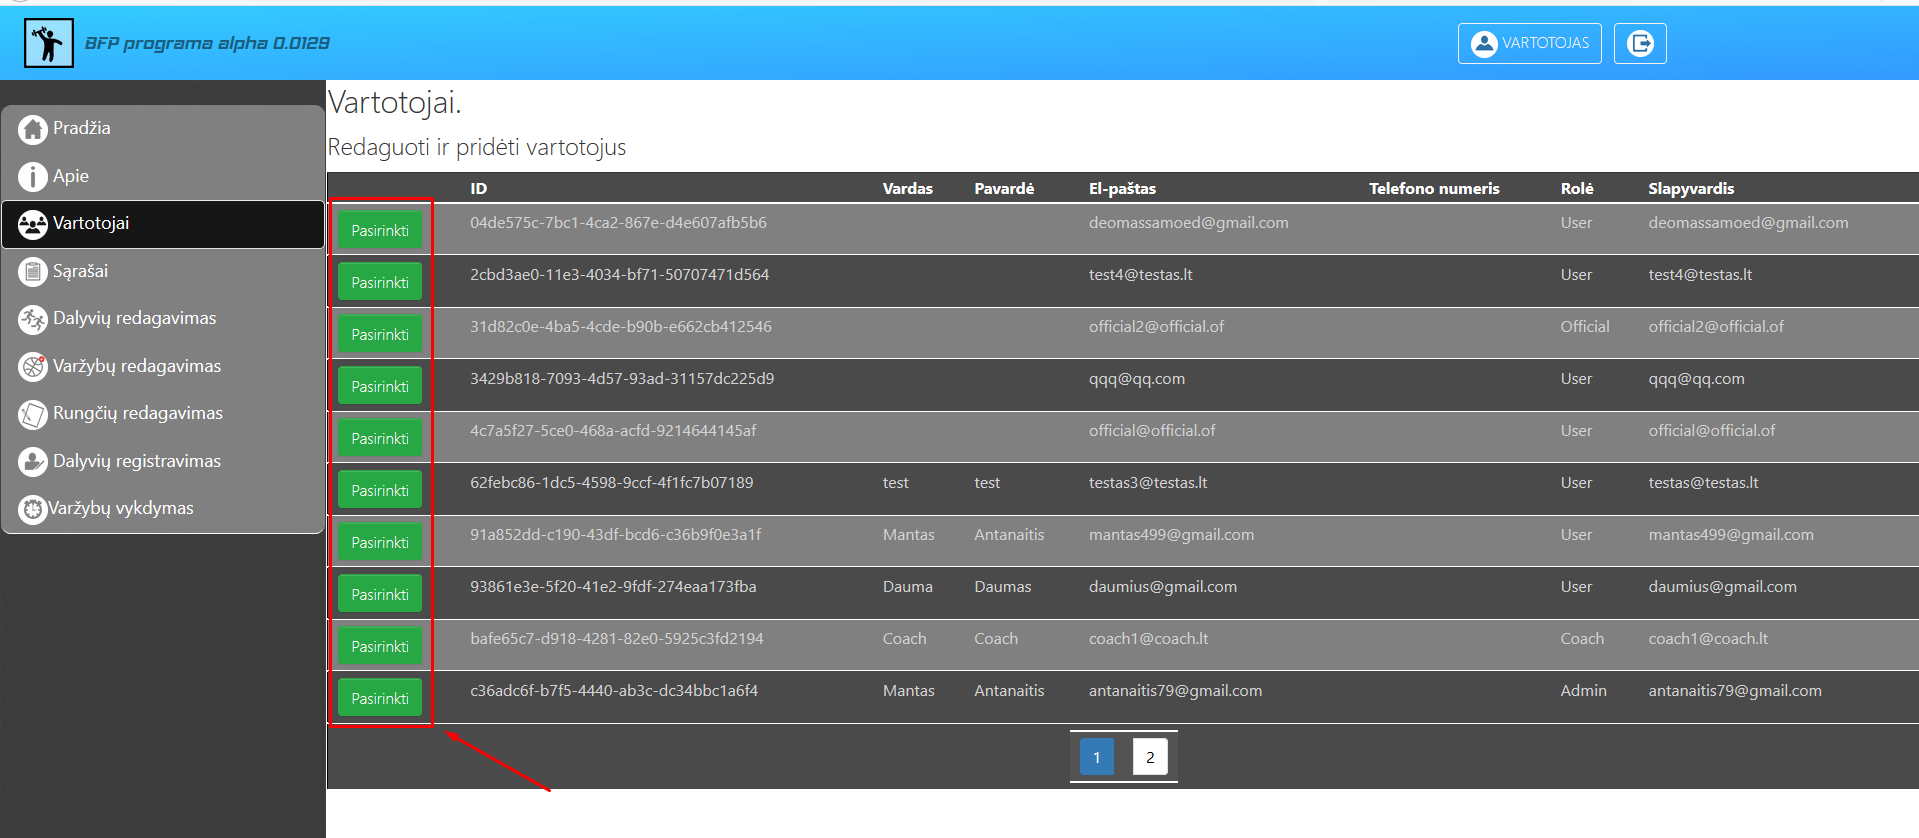 BFP programa alpha 0.0129
VARTOTOJAS
Pradžia
Apie
Vartotojai
Sąrašai
Dalyvių redagavimas
Varžybų redagavimas
Rungčių redagavimas
Dalyvių registravimas
Varžybų vykdymas
Vartotojai.
Redaguoti ir pridėti vartotojus
ID Vardas Pavardė El-paštas Telefono numeris Rolė Slapyvardis
Pasirinkti 04de575c-7bc1-4ca2-867e-d4e607afb5b6 deomassamoed@gmail.com User deomassamoed@gmail.com
Pasirinkti 2cbd3ae0-11e3-4034-bf71-50707471d564 test4@testas.lt User test4@testas.lt
Pasirinkti 31d82c0e-4ba5-4cde-b90b-e662cb412546 official2@official.of Official official2@official.of
Pasirinkti 3429b818-7093-4d57-93ad-31157dc225d9 qqq@qq.com User qqq@qq.com
Pasirinkti 4c7a5f27-5ce0-468a-acfd-9214644145af official@official.of User official@official.of
Pasirinkti 62febc86-1dc5-4598-9ccf-4f1fc7b07189 test test testas3@testas.lt User testas@testas.lt
Pasirinkti 91a852dd-c190-43df-bcd6-c36b9f0e3a1f Mantas Antanaitis mantas499@gmail.com User mantas499@gmail.com
Pasirinkti 93861e3e-5f20-41e2-9fdf-274eaa173fba Dauma Daumas daumius@gmail.com User daumius@gmail.com
Pasirinkti bafe65c7-d918-4281-82e0-5925c3fd2194 Coach Coach coach1@coach.lt Coach coach1@coach.lt
Pasirinkti c36adc6f-b7f5-4440-ab3c-dc34bbc1a6f4 Mantas Antanaitis antanaitis79@gmail.com Admin antanaitis79@gmail.com
1 2